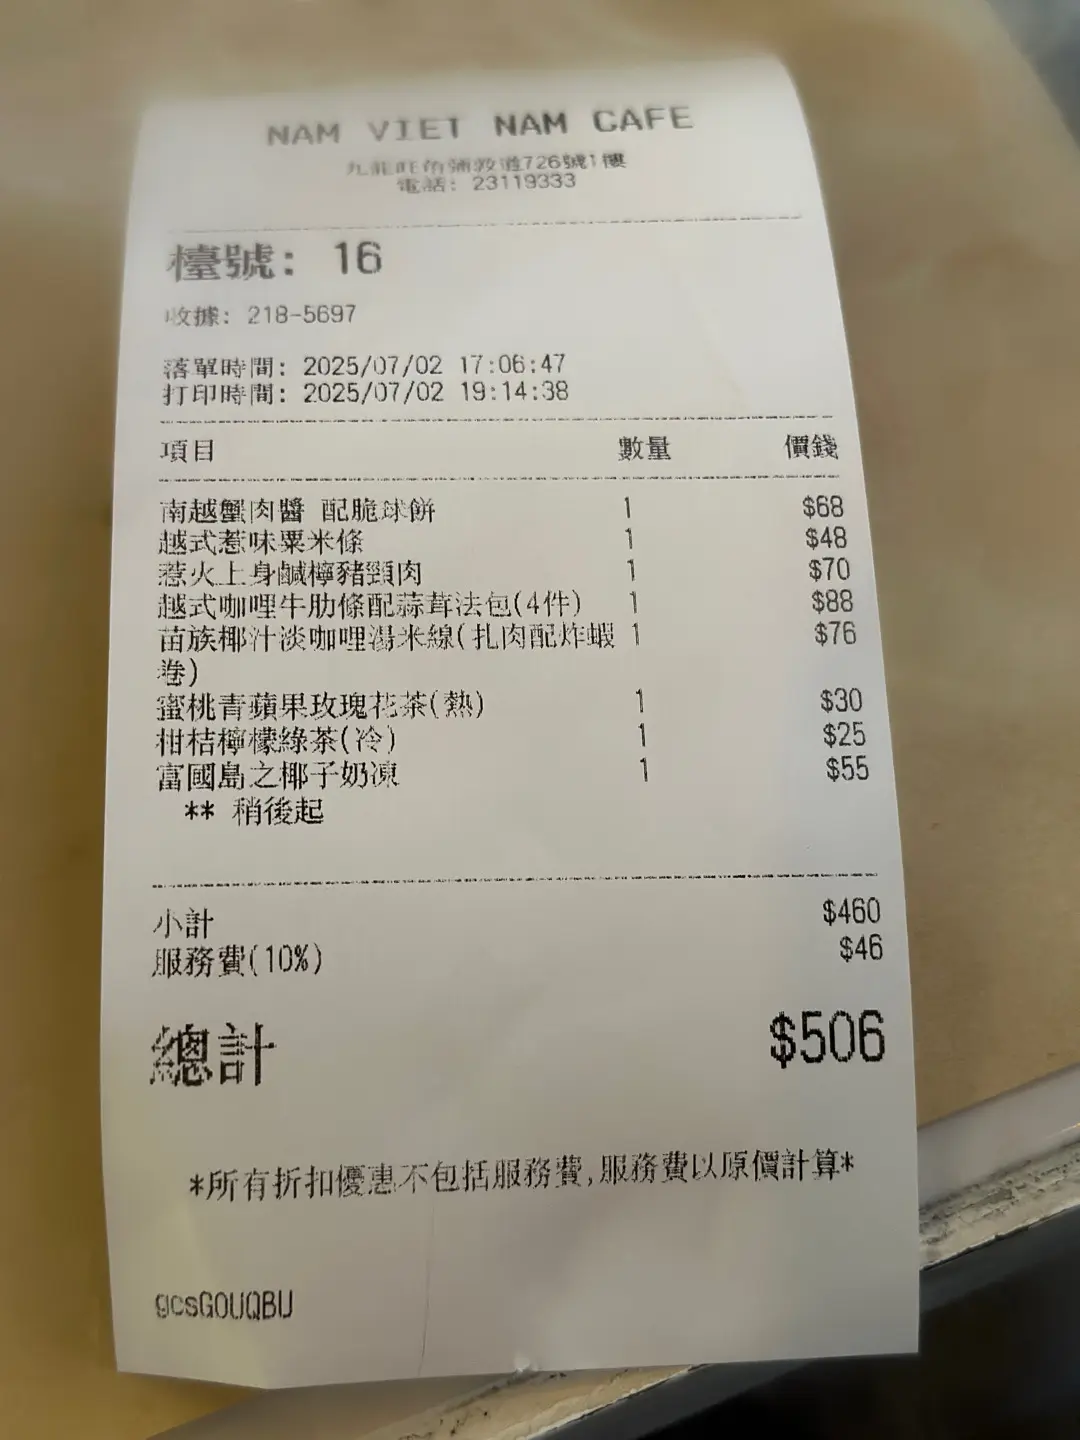 NAM VIET NAM CAFE
九龍旺角彌敦道726號1樓
電話: 23119333
檯號: 16
收據: 218-5697
落單時間: 2025/07/02 17:06:47
打印時間: 2025/07/02 19:14:38
項目 數量 價錢
南越蟹肉醬 配脆球餅 1 $68
越式惹味粟米條 1 $48
惹火上身鹹檸豬頸肉 1 $70
越式咖哩牛肋條配蒜茸法包(4件) 1 $88
苗族椰汁淡咖哩湯米線(扎肉配炸蝦 1 $76
卷)
蜜桃青蘋果玫瑰花茶(熱) 1 $30
柑桔檸檬綠茶(冷) 1 $25
富國島之椰子奶凍 1 $55
** 稍後起
小計 $460
服務費(10%) $46
總計 $506
*所有折扣優惠不包括服務費,服務費以原價計算*
gcsGOUQBU